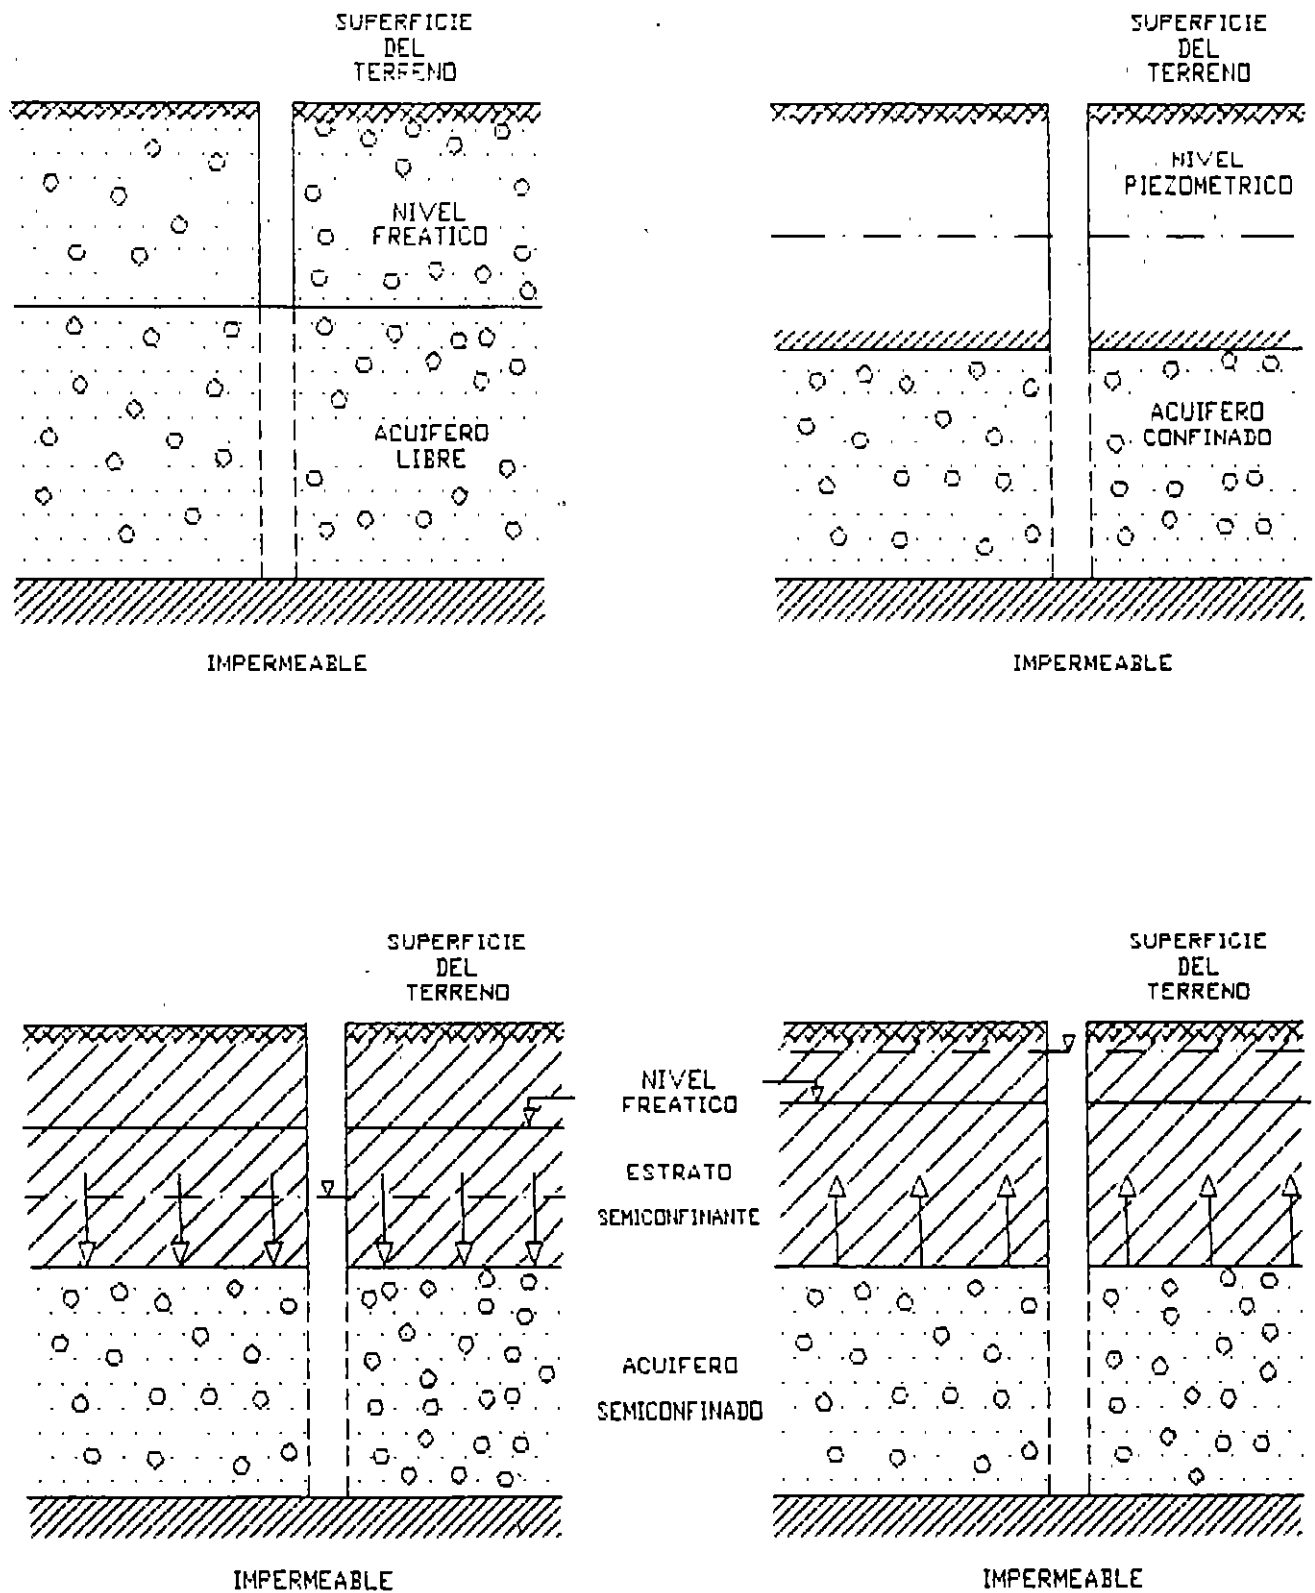 SUPERFICIE
DEL
TERRENO
NIVEL
FREATICO
ACUIFERO
LIBRE
IMPERMEABLE
SUPERFICIE
DEL
TERRENO
NIVEL
PIEZOMETRICO
ACUIFERO
CONFINADO
IMPERMEABLE
SUPERFICIE
DEL
TERRENO
NIVEL
FREATICO
ESTRATO
SEMICONFINANTE
ACUIFERO
SEMICONFINADO
IMPERMEABLE
SUPERFICIE
DEL
TERRENO
IMPERMEABLE